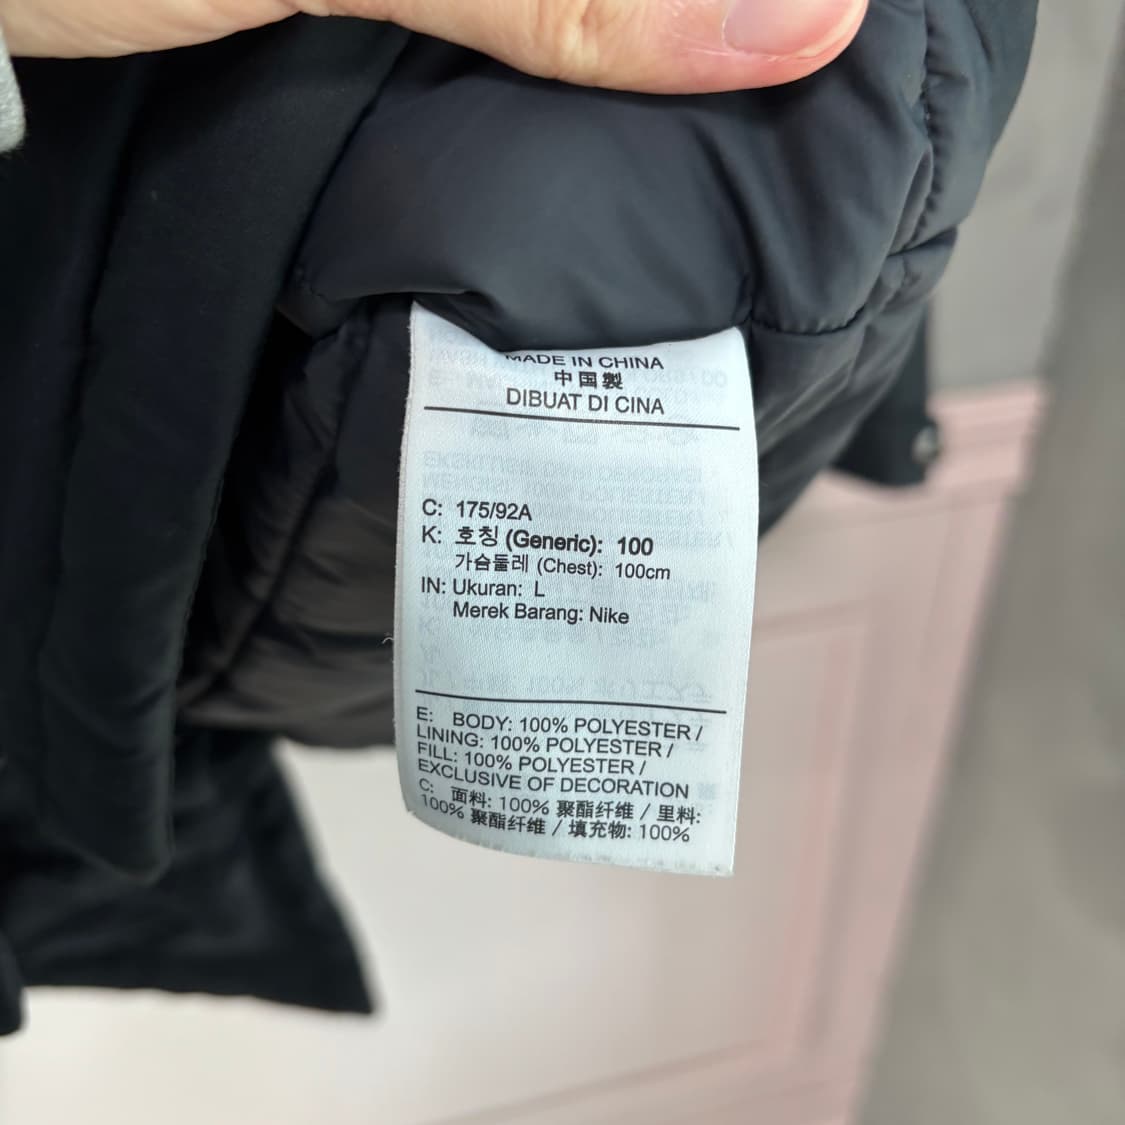 MADE IN CHINA
中国製
DIBUAT DI CINA
C: 175/92A
K: 호칭 (Generic): 100
가슴둘레 (Chest): 100cm
IN: Ukuran: L
Merek Barang: Nike
E: BODY: 100% POLYESTER /
LINING: 100% POLYESTER /
FILL: 100% POLYESTER /
EXCLUSIVE OF DECORATION
C: 面料: 100% 聚酯纤维 / 里料:
100% 聚酯纤维 / 填充物: 100%